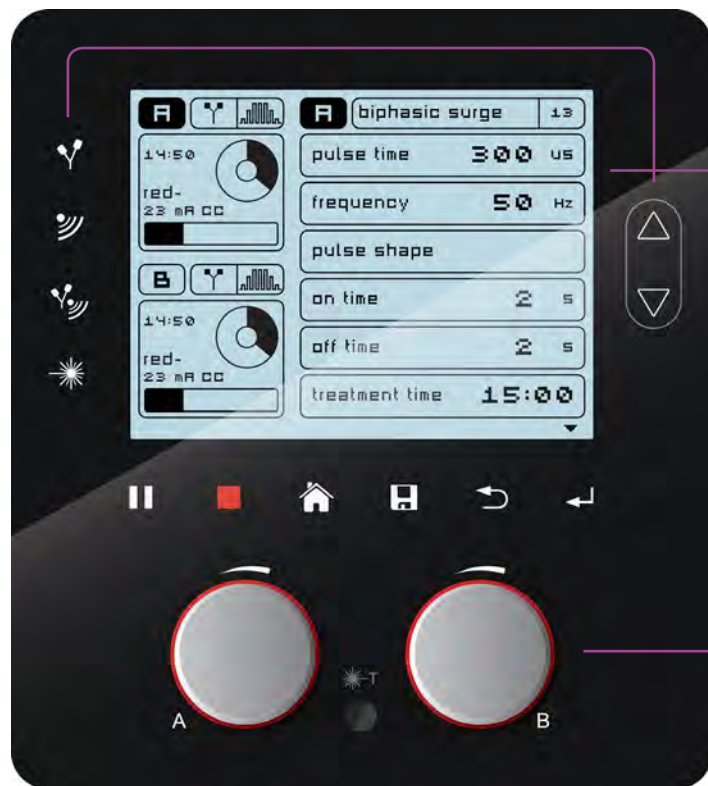 A
14:50
red-
23 mA CC
B
14:50
red-
23 mA CC
A biphasic surge 13
pulse time 300 us
frequency 50 Hz
pulse shape
on time 2 s
off time 2 s
treatment time 15:00
T
A
B